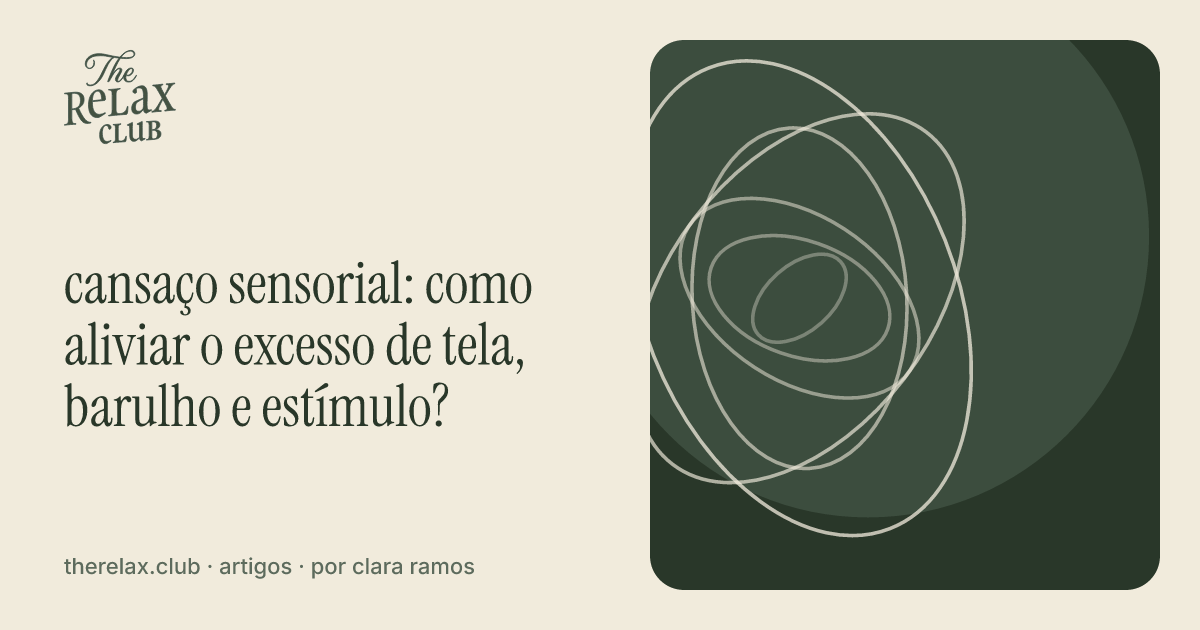 The
Relax
Club
cansaço sensorial: como
aliviar o excesso de tela,
barulho e estímulo?
therelax.club · artigos · por clara ramos